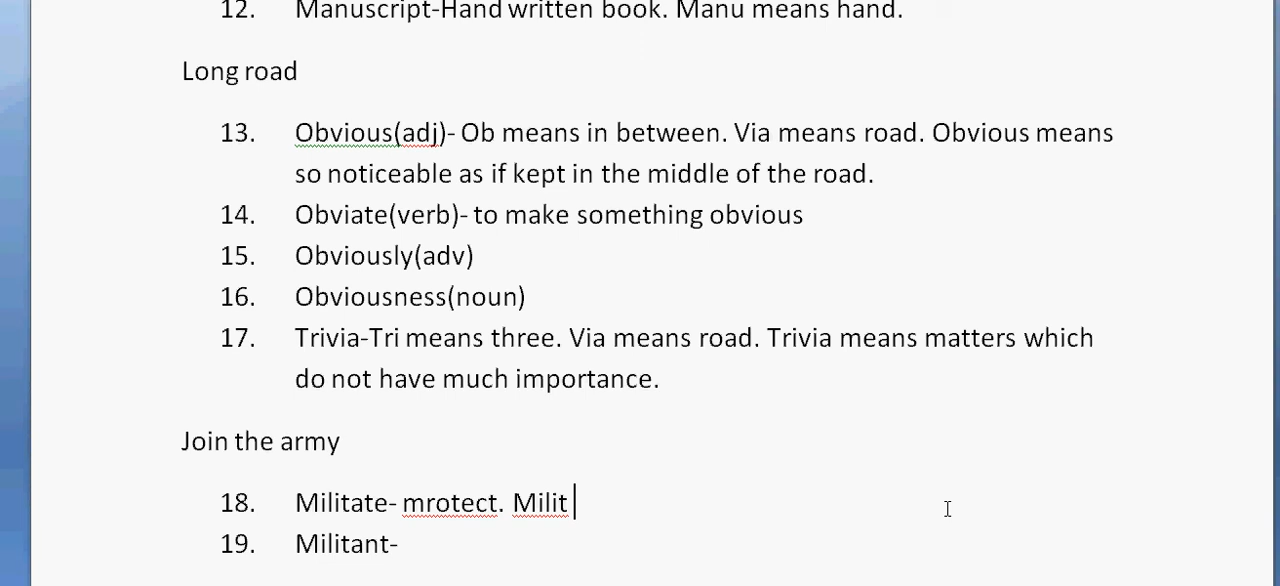 12. Manuscript-Hand written book. Manu means hand.
Long road
13. Obvious(adj)- Ob means in between. Via means road. Obvious means
so noticeable as if kept in the middle of the road.
14. Obviate(verb)- to make something obvious
15. Obviously(adv)
16. Obviousness(noun)
17. Trivia-Tri means three. Via means road. Trivia means matters which
do not have much importance.
Join the army
18. Militate- mrotect. Milit
19. Militant-